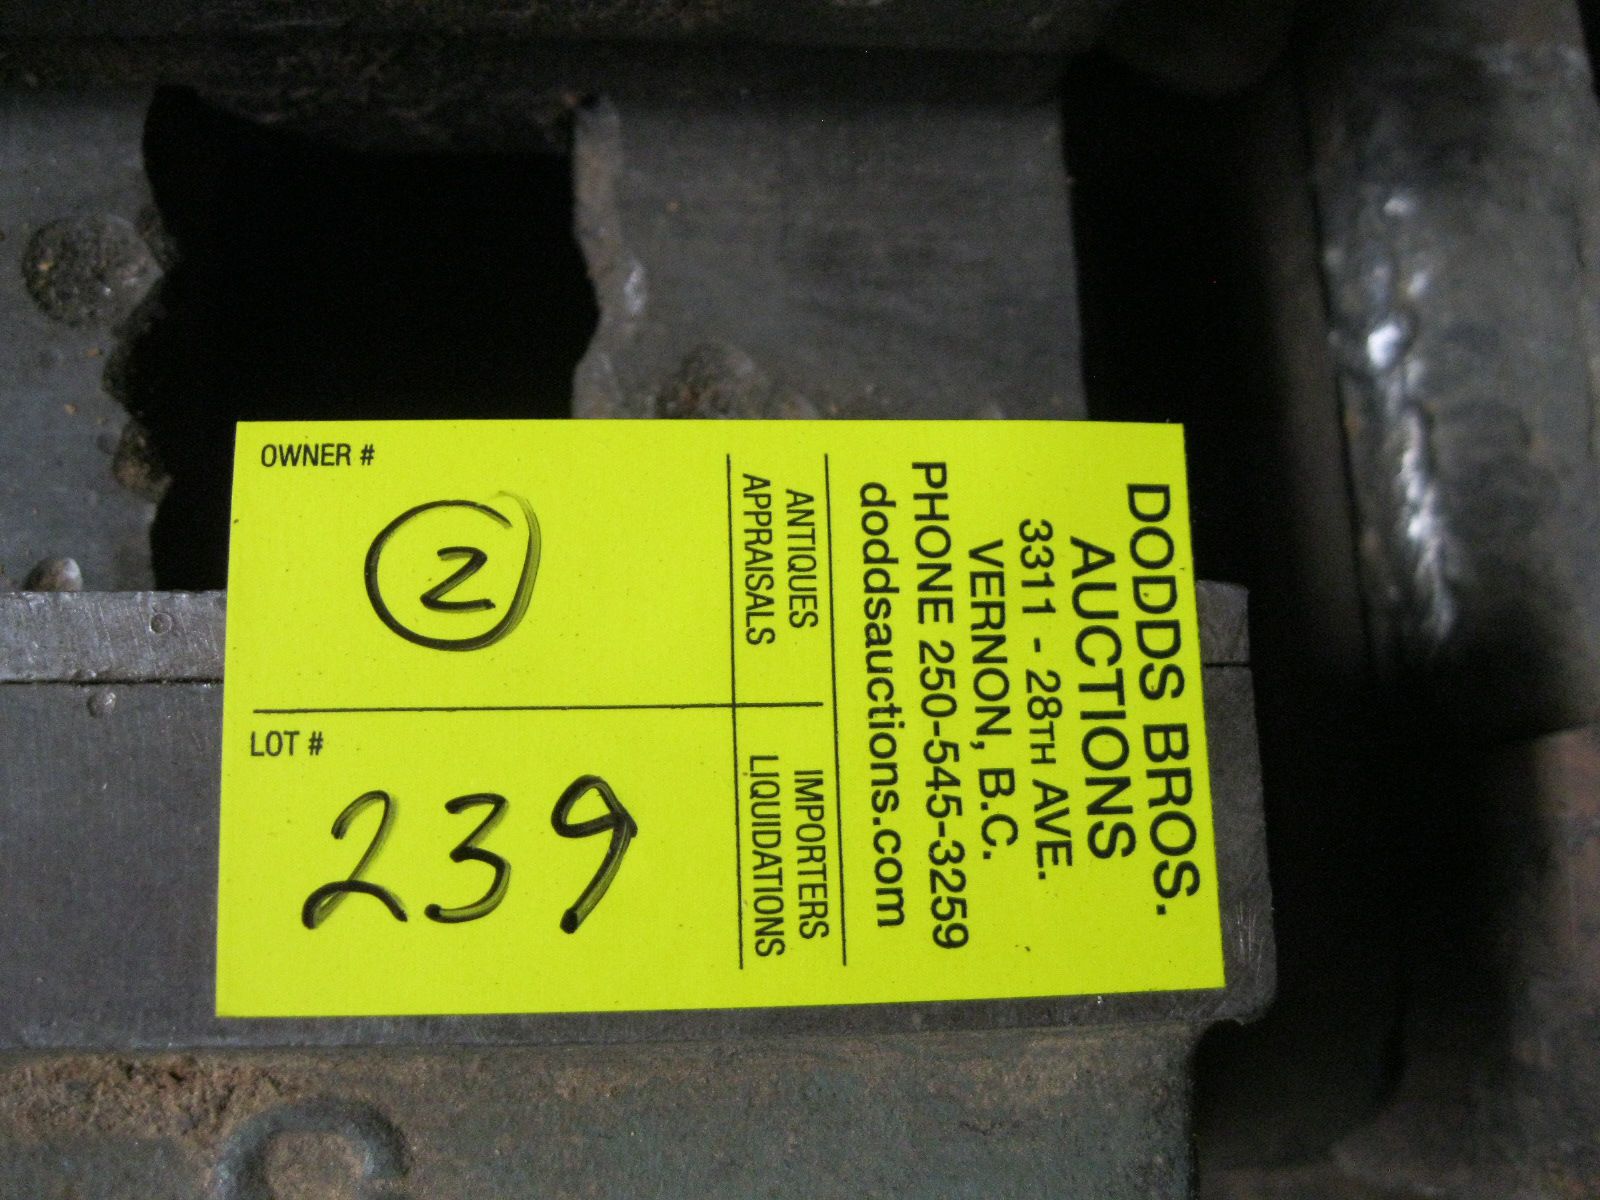 DODDS BROS.
AUCTIONS
3311 - 28TH AVE.
VERNON, B.C.
PHONE 250-545-3259
doddsauctions.com
ANTIQUES
APPRAISALS
IMPORTERS
LIQUIDATIONS
OWNER #
2
LOT #
239